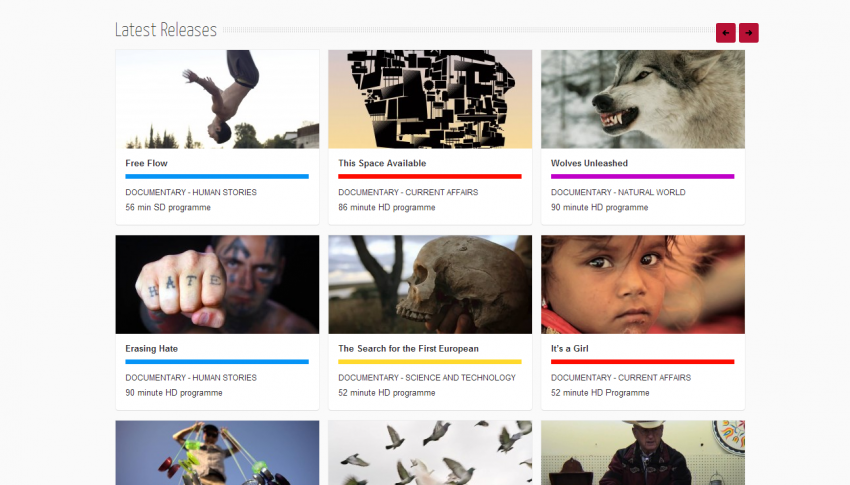 Latest Releases
Free Flow
DOCUMENTARY - HUMAN STORIES
56 min SD programme
This Space Available
DOCUMENTARY - CURRENT AFFAIRS
86 minute HD programme
Wolves Unleashed
DOCUMENTARY - NATURAL WORLD
90 minute HD programme
HATE
Erasing Hate
DOCUMENTARY - HUMAN STORIES
90 minute HD programme
The Search for the First European
DOCUMENTARY - SCIENCE AND TECHNOLOGY
52 minute HD programme
It's a Girl
DOCUMENTARY - CURRENT AFFAIRS
52 minute HD Programme